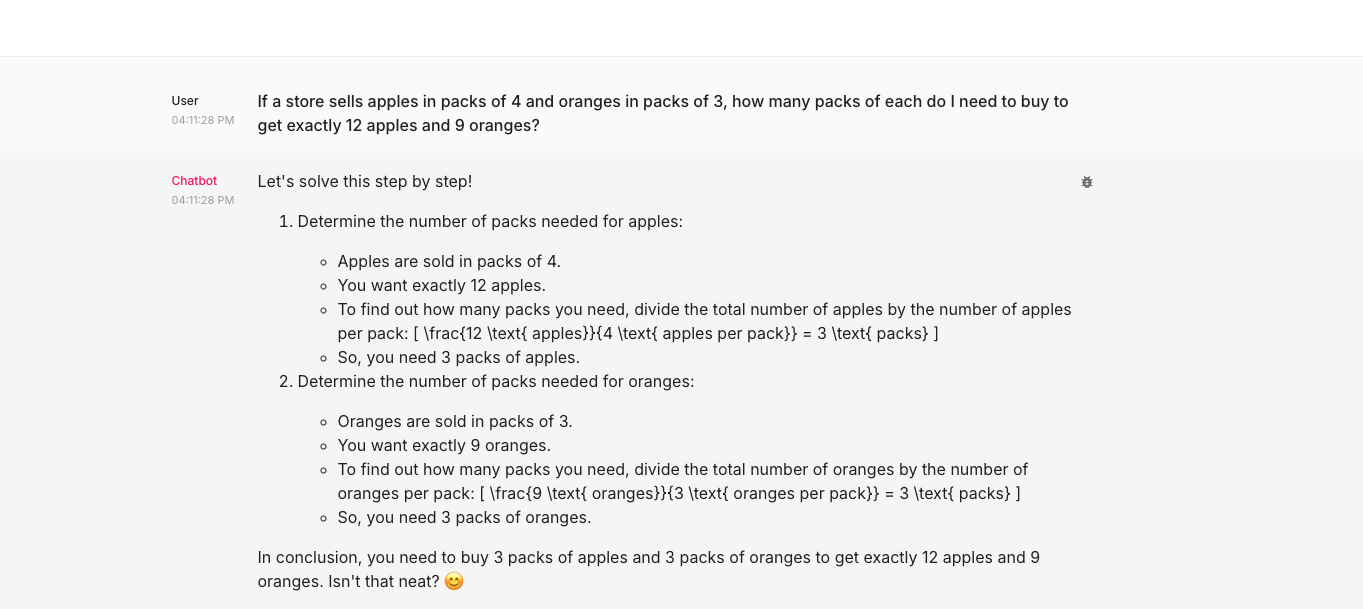 User
04:11:28 PM
If a store sells apples in packs of 4 and oranges in packs of 3, how many packs of each do I need to buy to
get exactly 12 apples and 9 oranges?
Chatbot
04:11:28 PM
Let's solve this step by step!
1. Determine the number of packs needed for apples:
Apples are sold in packs of 4.
You want exactly 12 apples.
To find out how many packs you need, divide the total number of apples by the number of apples
per pack: [ \frac{12 \text{ apples}}{4 \text{ apples per pack}} = 3 \text{ packs} ]
So, you need 3 packs of apples.
2. Determine the number of packs needed for oranges:
Oranges are sold in packs of 3.
You want exactly 9 oranges.
To find out how many packs you need, divide the total number of oranges by the number of
oranges per pack: [ \frac{9 \text{ oranges}}{3 \text{ oranges per pack}} = 3 \text{ packs} ]
So, you need 3 packs of oranges.
In conclusion, you need to buy 3 packs of apples and 3 packs of oranges to get exactly 12 apples and 9
oranges. Isn't that neat? 😊